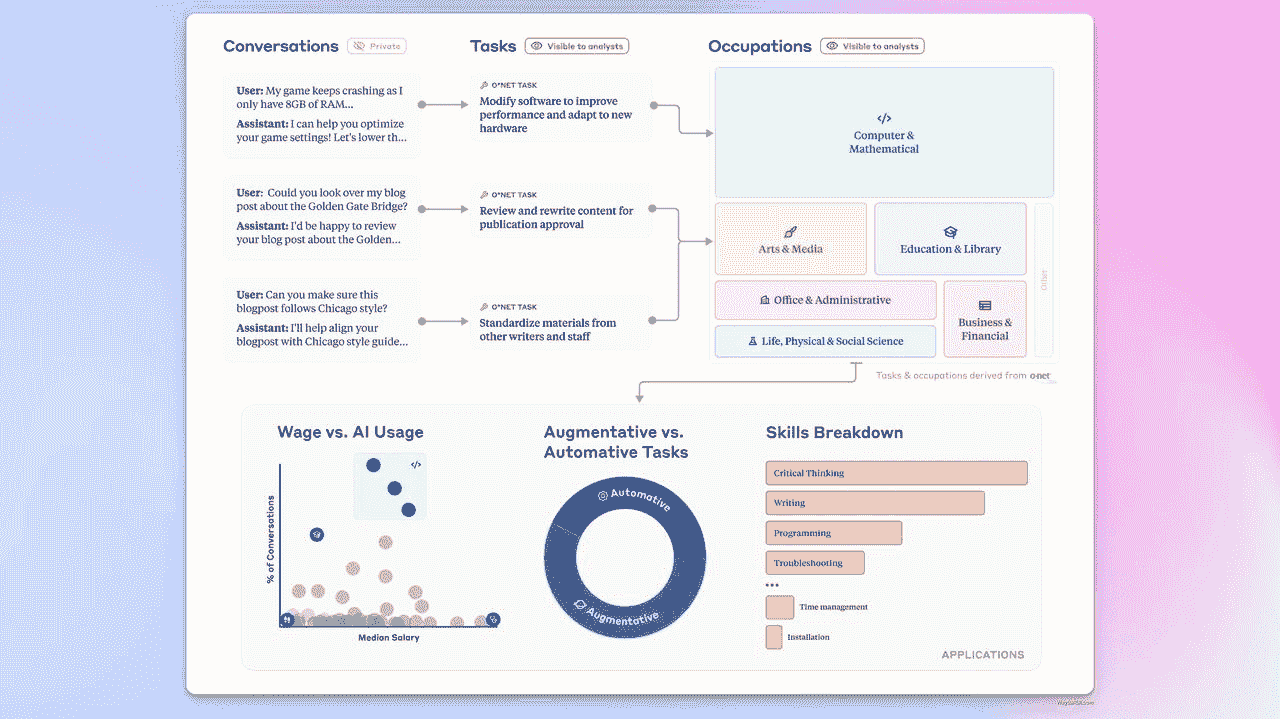 Conversations
Private
User: My game keeps crashing as I
only have 8GB of RAM...
Assistant: I can help you optimize
your game settings! Let's lower th...
User: Could you look over my blog
post about the Golden Gate Bridge?
Assistant: I'd be happy to review
your blog post about the Golden...
User: Can you make sure this
blogpost follows Chicago style?
Assistant: I'll help align your
blogpost with Chicago style guide...
Tasks
Visible to analysts
O*NET TASK
Modify software to improve
performance and adapt to new
hardware
O*NET TASK
Review and rewrite content for
publication approval
O*NET TASK
Standardize materials from
other writers and staff
Occupations
Visible to analysts
</>
Computer &
Mathematical
Arts & Media
Education & Library
Office & Administrative
Life, Physical & Social Science
Business &
Financial
Other
Tasks & occupations derived from o*net
Wage vs. AI Usage
</>
% of Conversations
Median Salary
Augmentative vs.
Automative Tasks
Automative
Augmentative
Skills Breakdown
Critical Thinking
Writing
Programming
Troubleshooting
...
Time management
Installation
APPLICATIONS